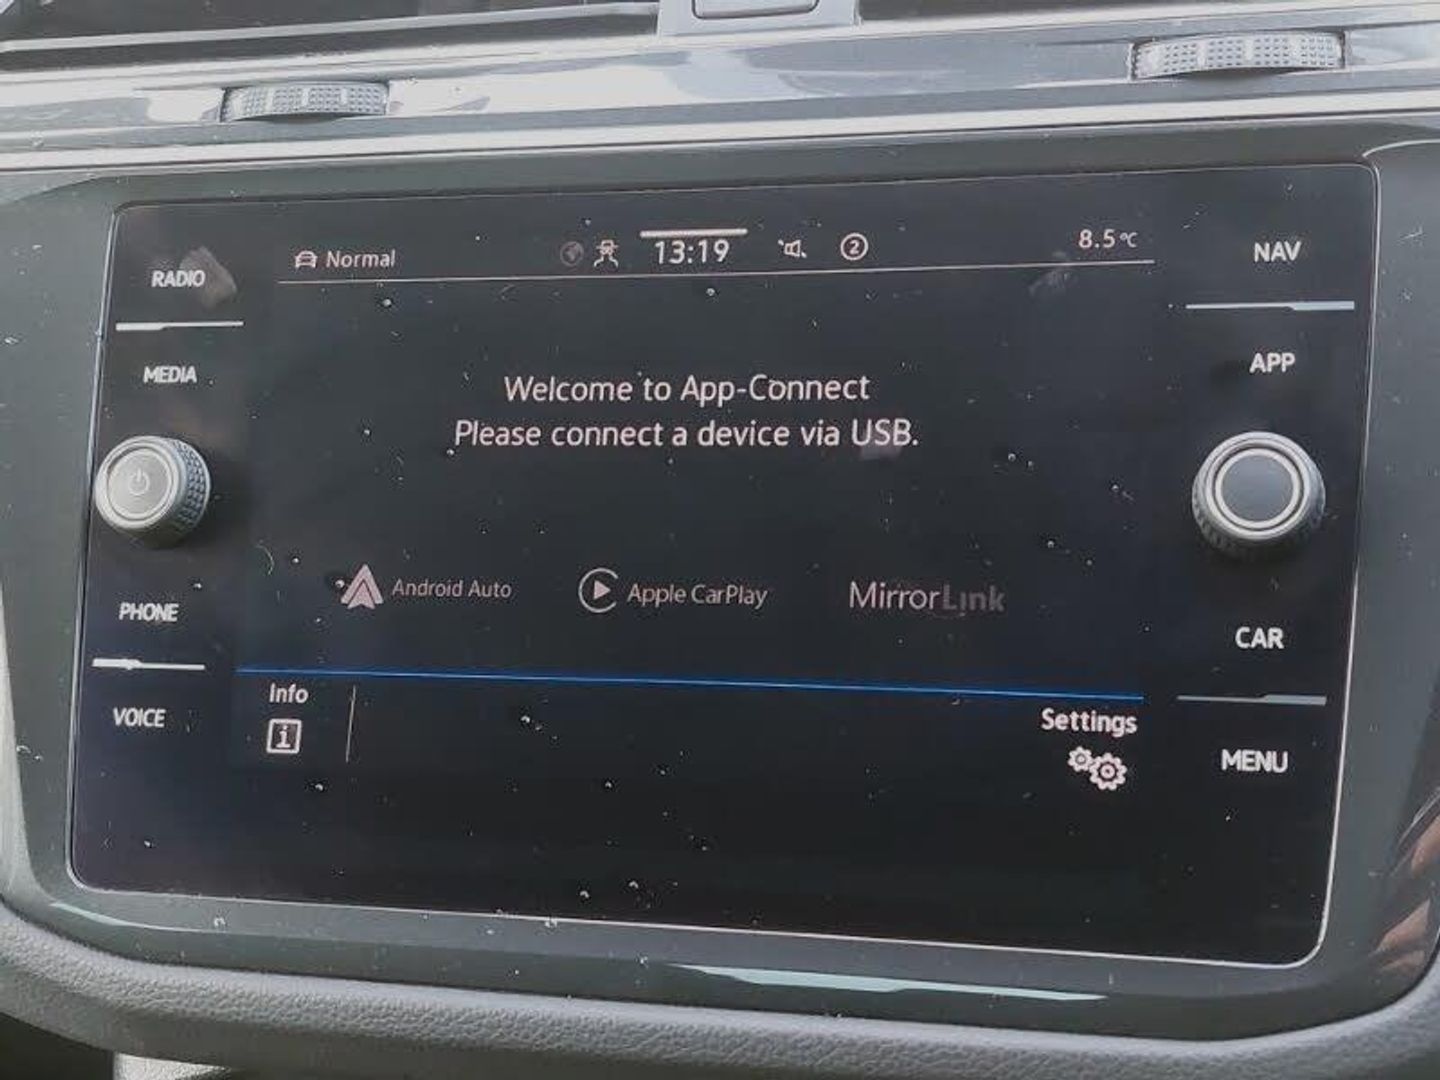 RADIO
Normal
13:19
2
8.5°C
NAV
MEDIA
APP
Welcome to App-Connect
Please connect a device via USB.
Android Auto
Apple CarPlay
MirrorLink
PHONE
CAR
VOICE
Info
i
Settings
MENU